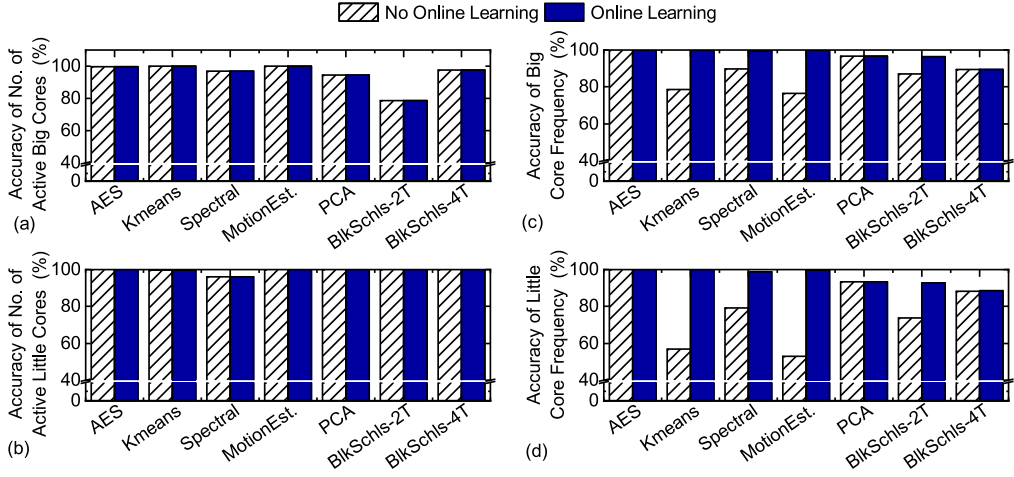 No Online Learning Online Learning
(a)
Accuracy of No. of
Active Big Cores (%)
100
80
60
40
0
AES Kmeans Spectral MotionEst. PCA BlkSchls-2T BlkSchls-4T
(c)
Accuracy of Big
Core Frequency (%)
100
80
60
40
0
AES Kmeans Spectral MotionEst. PCA BlkSchls-2T BlkSchls-4T
(b)
Accuracy of No. of
Active Little Cores (%)
100
80
60
40
0
AES Kmeans Spectral MotionEst. PCA BlkSchls-2T BlkSchls-4T
(d)
Accuracy of Little
Core Frequency (%)
100
80
60
40
0
AES Kmeans Spectral MotionEst. PCA BlkSchls-2T BlkSchls-4T